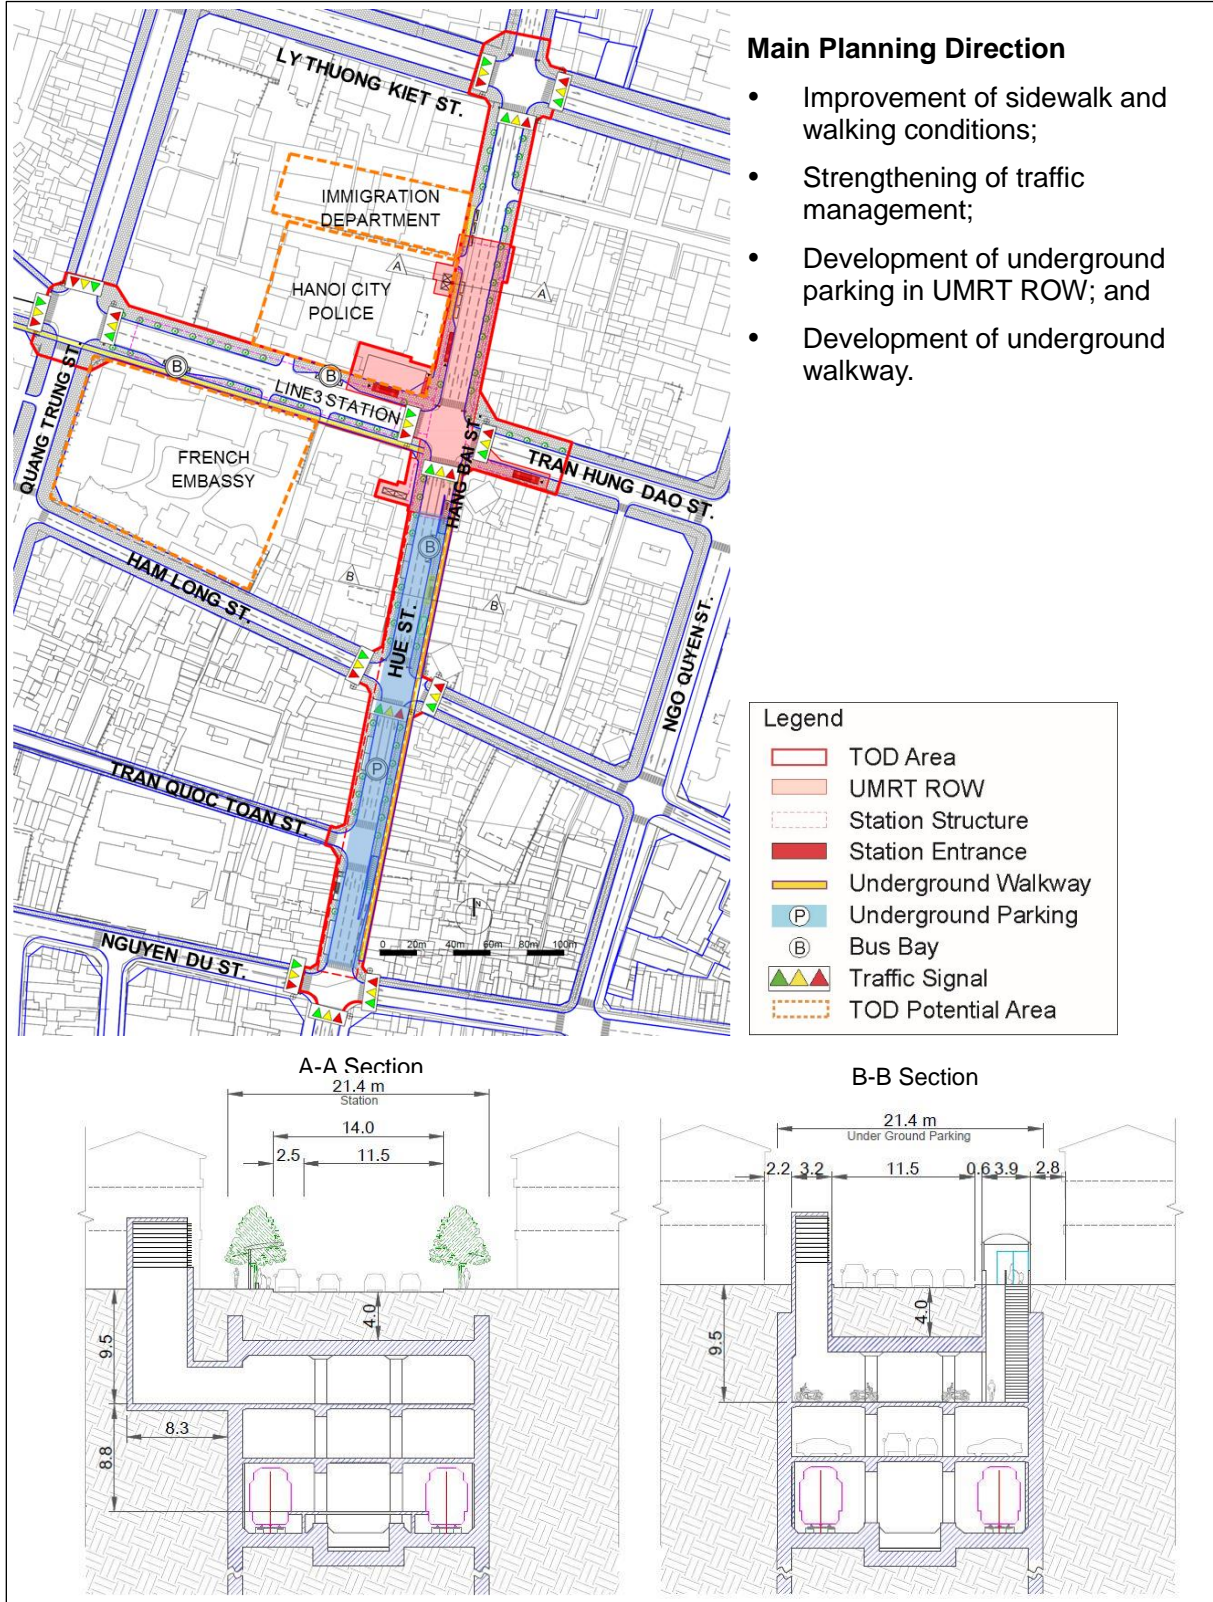 Main Planning Direction
• Improvement of sidewalk and
walking conditions;
• Strengthening of traffic
management;
• Development of underground
parking in UMRT ROW; and
• Development of underground
walkway.
LY THUONG KIET ST.
IMMIGRATION
DEPARTMENT
A
HANOI CITY
POLICE
A
B
B
LINE3 STATION
QUANG TRUNG ST.
FRENCH
EMBASSY
HANG BAI ST.
TRAN HUNG DAO ST.
B
B
B
HAM LONG ST.
HUE ST.
NGO QUYEN ST.
P
TRAN QUOC TOAN ST.
N
0 20m 40m 60m 80m 100m
NGUYEN DU ST.
Legend
TOD Area
UMRT ROW
Station Structure
Station Entrance
Underground Walkway
P Underground Parking
B Bus Bay
Traffic Signal
TOD Potential Area
A-A Section
21.4 m
Station
14.0
2.5 11.5
4.0
9.5
8.3
8.8
B-B Section
21.4 m
Under Ground Parking
2.2 3.2 11.5 0.6 3.9 2.8
4.0
9.5